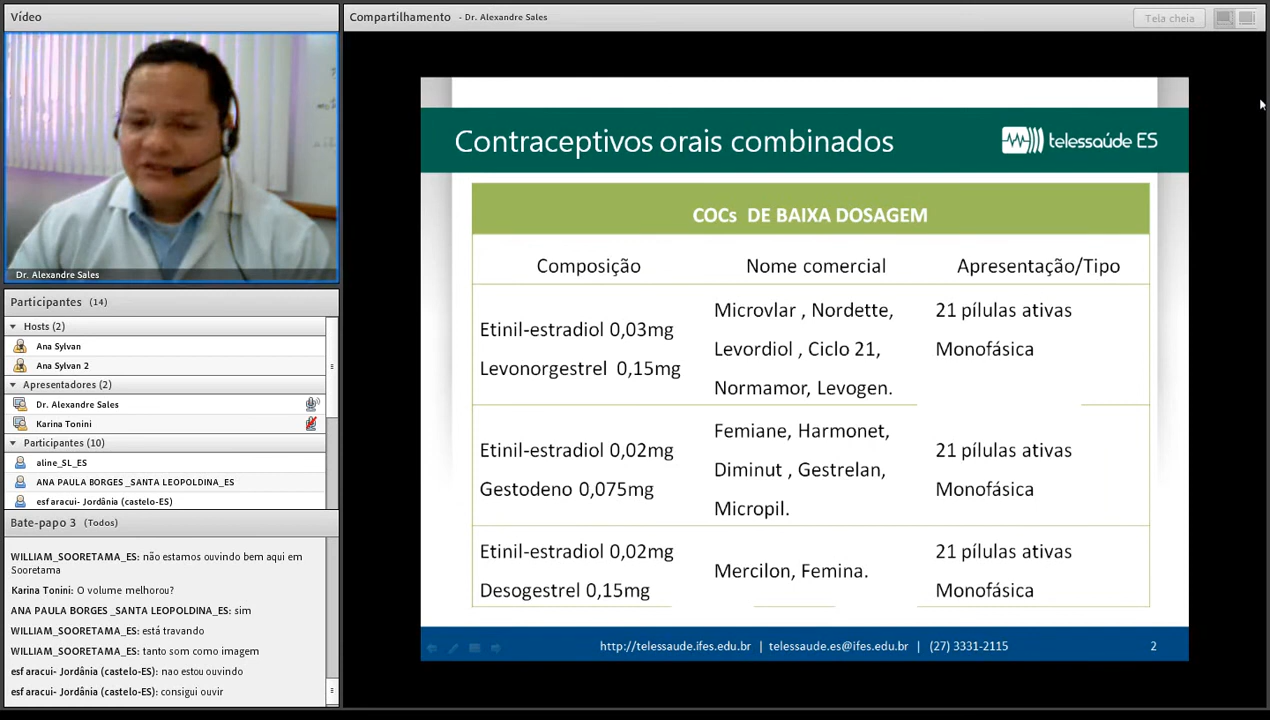 Vídeo
Dr. Alexandre Sales
Participantes (14)
Hosts (2)
Ana Sylvan
Ana Sylvan 2
Apresentadores (2)
Dr. Alexandre Sales
Karina Tonini
Participantes (10)
aline_SL_ES
ANA PAULA BORGES _SANTA LEOPOLDINA_ES
esf aracui- Jordânia (castelo-ES)
Bate-papo 3 (Todos)
WILLIAM_SOORETAMA_ES: não estamos ouvindo bem aqui em
Sooretama
Karina Tonini: O volume melhorou?
ANA PAULA BORGES _SANTA LEOPOLDINA_ES: sim
WILLIAM_SOORETAMA_ES: está travando
WILLIAM_SOORETAMA_ES: tanto som como imagem
esf aracui- Jordânia (castelo-ES): nao estou ouvindo
esf aracui- Jordânia (castelo-ES): consigui ouvir
Compartilhamento - Dr. Alexandre Sales
Tela cheia
Contraceptivos orais combinados
telessaúde ES
COCs DE BAIXA DOSAGEM
Composição Nome comercial Apresentação/Tipo
Etinil-estradiol 0,03mg
Levonorgestrel 0,15mg
Microvlar , Nordette,
Levordiol , Ciclo 21,
Normamor, Levogen.
21 pílulas ativas
Monofásica
Etinil-estradiol 0,02mg
Gestodeno 0,075mg
Femiane, Harmonet,
Diminut , Gestrelan,
Micropil.
21 pílulas ativas
Monofásica
Etinil-estradiol 0,02mg
Desogestrel 0,15mg
Mercilon, Femina.
21 pílulas ativas
Monofásica
http://telessaude.ifes.edu.br | telessaude.es@ifes.edu.br | (27) 3331-2115
2